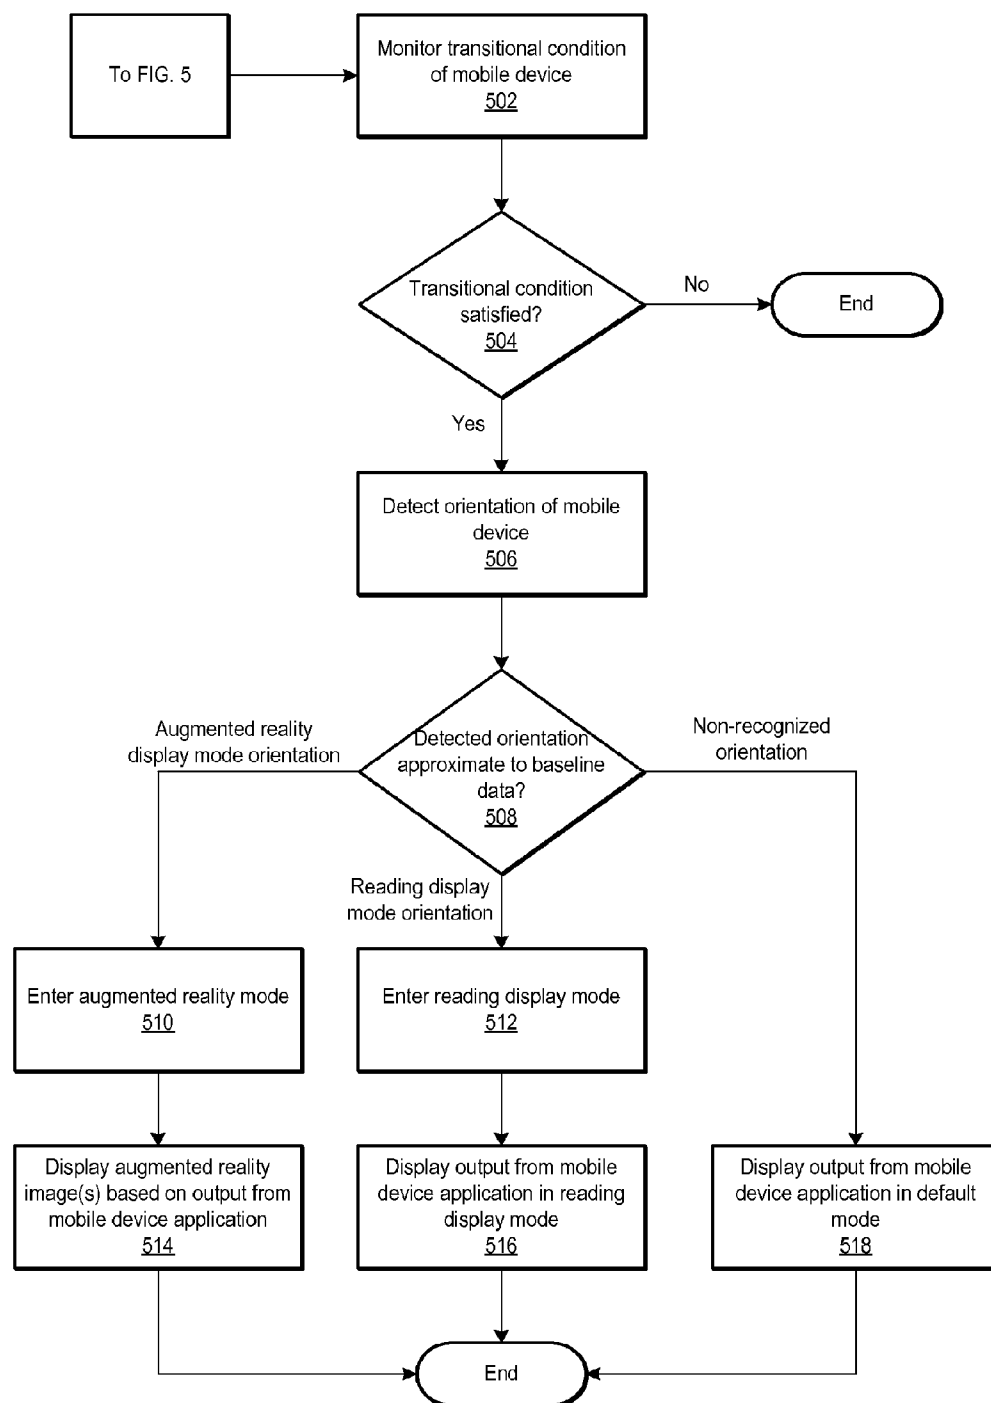 To FIG. 5
Monitor transitional condition
of mobile device
502
Transitional condition
satisfied?
504
No
End
Yes
Detect orientation of mobile
device
506
Augmented reality
display mode orientation
Detected orientation
approximate to baseline
data?
508
Non-recognized
orientation
Reading display
mode orientation
Enter augmented reality mode
510
Enter reading display mode
512
Display augmented reality
image(s) based on output from
mobile device application
514
Display output from mobile
device application in reading
display mode
516
Display output from mobile
device application in default
mode
518
End